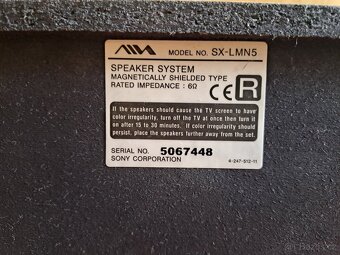 AIWA
MODEL NO. SX-LMN5
SPEAKER SYSTEM
MAGNETICALLY SHIELDED TYPE
RATED IMPEDANCE : 6Ω
CE R
If the speakers should cause the TV screen to have
color irregularity, turn off the TV at once then turn it
on after 15 to 30 minutes. If color irregularity should
persist, place the speakers further away from the set.
SERIAL NO. 5067448
SONY CORPORATION
4-247-512-11